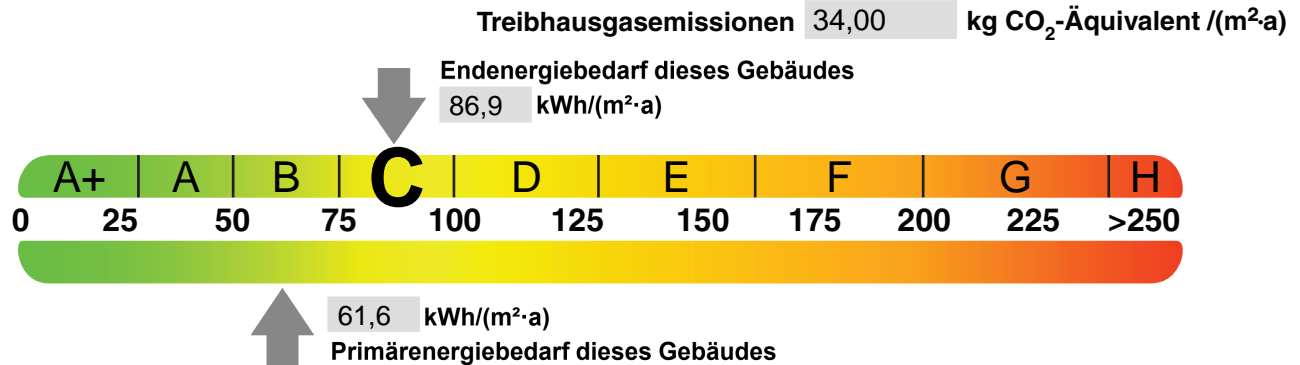 Treibhausgasemissionen 34,00 kg CO₂-Äquivalent /(m²·a)
Endenergiebedarf dieses Gebäudes
86,9 kWh/(m²·a)
A+ A B C D E F G H
0 25 50 75 100 125 150 175 200 225 >250
61,6 kWh/(m²·a)
Primärenergiebedarf dieses Gebäudes